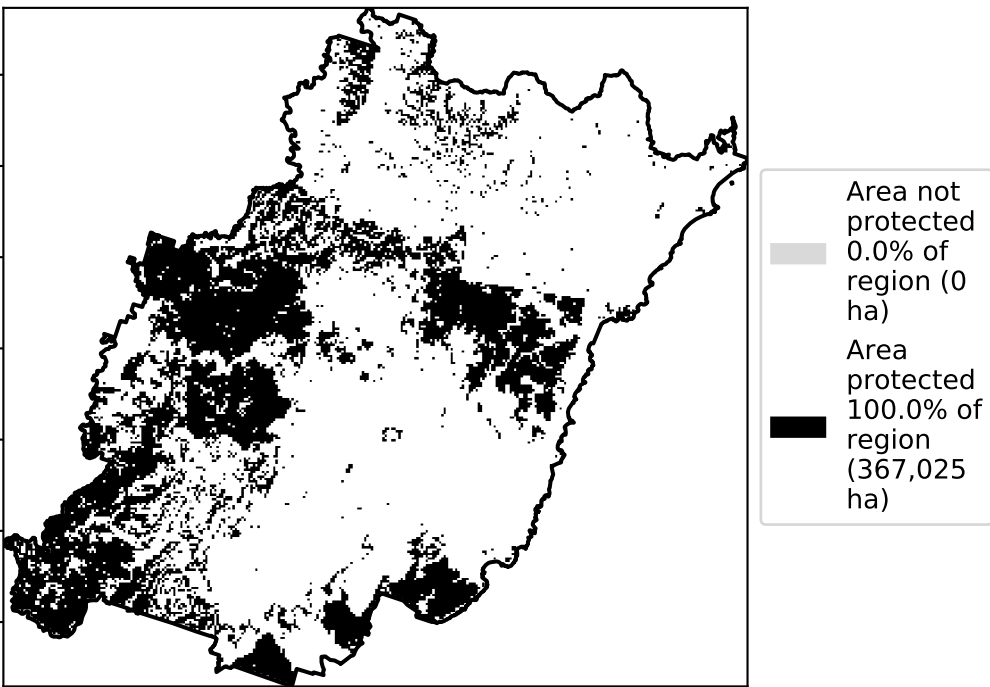 Area not
protected
0.0% of
region (0
ha)
Area
protected
100.0% of
region
(367,025
ha)